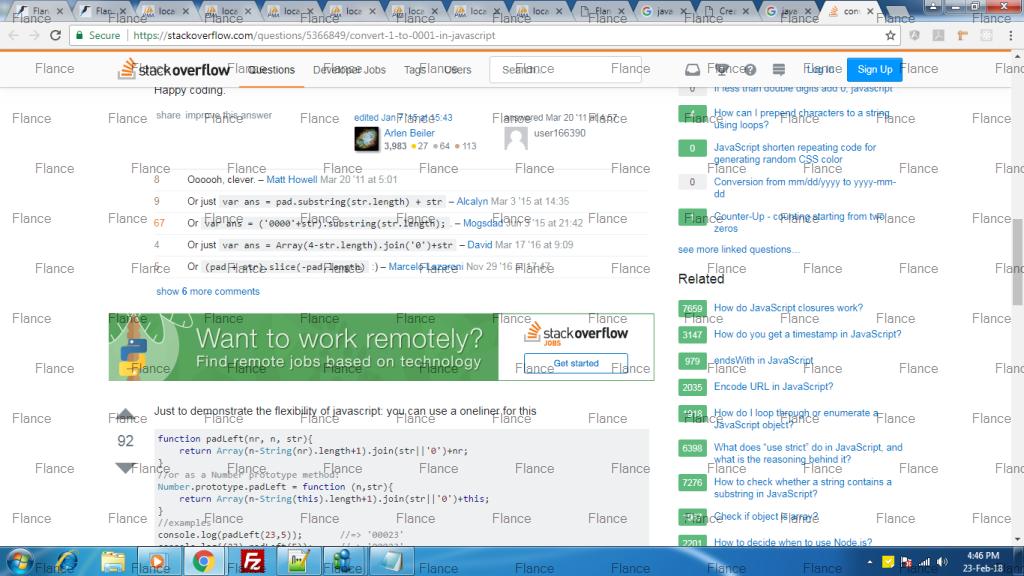 Flan
Flan
loca
loca
loca
loca
loca
loca
loca
Flan
java
Crea
java
con
Secure
https://stackoverflow.com/questions/5366849/convert-1-to-0001-in-javascript
stackoverflow
Questions
Developer Jobs
Tags
Users
Search
Log In
Sign Up
Happy coding.
share improve this answer
edited Jan 7 '15 at 15:43
Arlen Beiler
3,983 27 64 113
answered Mar 20 '11 at 4:57
user166390
8 Oooooh, clever. – Matt Howell Mar 20 '11 at 5:01
9 Or just var ans = pad.substring(str.length) + str – Alcalyn Mar 3 '15 at 14:35
67 Or var ans = ('0000'+str).substring(str.length); – Mogsdad Jun 3 '15 at 21:42
4 Or just var ans = Array(4-str.length).join('0')+str – David Mar 17 '16 at 9:09
5 Or (pad + str).slice(-pad.length) :) – Marcelo Lazaroni Nov 29 '16 at 17:47
show 6 more comments
Want to work remotely?
Find remote jobs based on technology
stackoverflow
JOBS
Get started
92
Just to demonstrate the flexibility of javascript: you can use a oneliner for this
function padLeft(nr, n, str){
return Array(n-String(nr).length+1).join(str||'0')+nr;
}
//or as a Number prototype method:
Number.prototype.padLeft = function (n,str){
return Array(n-String(this).length+1).join(str||'0')+this;
}
//examples
console.log(padLeft(23,5)); //=> '00023'
0 If less than double digits add 0, javascript
How can I prepend characters to a string
using loops?
0 JavaScript shorten repeating code for
generating random CSS color
0 Conversion from mm/dd/yyyy to yyyy-mm-
dd
Counter-Up - counting starting from two
zeros
see more linked questions...
Related
7659 How do JavaScript closures work?
3147 How do you get a timestamp in JavaScript?
979 endsWith in JavaScript
2035 Encode URL in JavaScript?
How do I loop through or enumerate a
JavaScript object?
6398 What does "use strict" do in JavaScript, and
what is the reasoning behind it?
7276 How to check whether a string contains a
substring in JavaScript?
Check if object is array?
2201 How to decide when to use Node.js?
4:46 PM
23-Feb-18
Flance